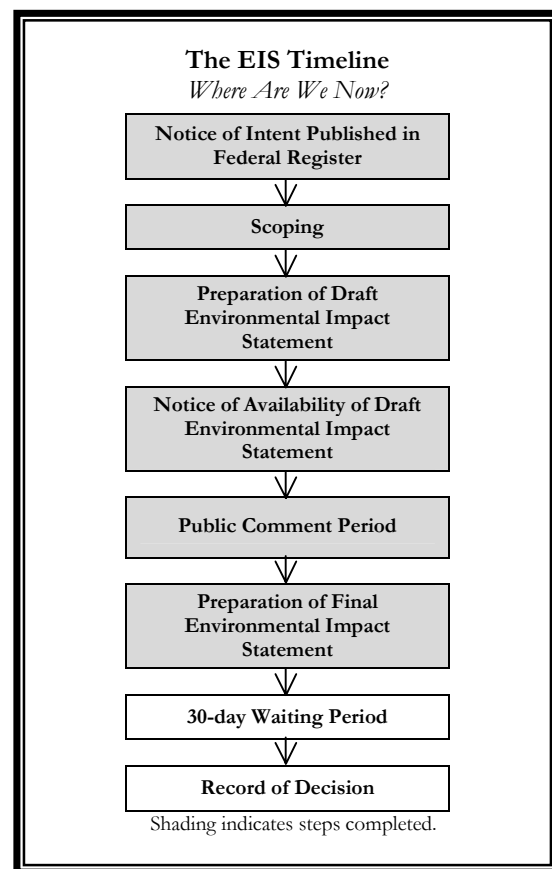 The EIS Timeline
Where Are We Now?
Notice of Intent Published in
Federal Register
Scoping
Preparation of Draft
Environmental Impact
Statement
Notice of Availability of Draft
Environmental Impact
Statement
Public Comment Period
Preparation of Final
Environmental Impact
Statement
30-day Waiting Period
Record of Decision
Shading indicates steps completed.